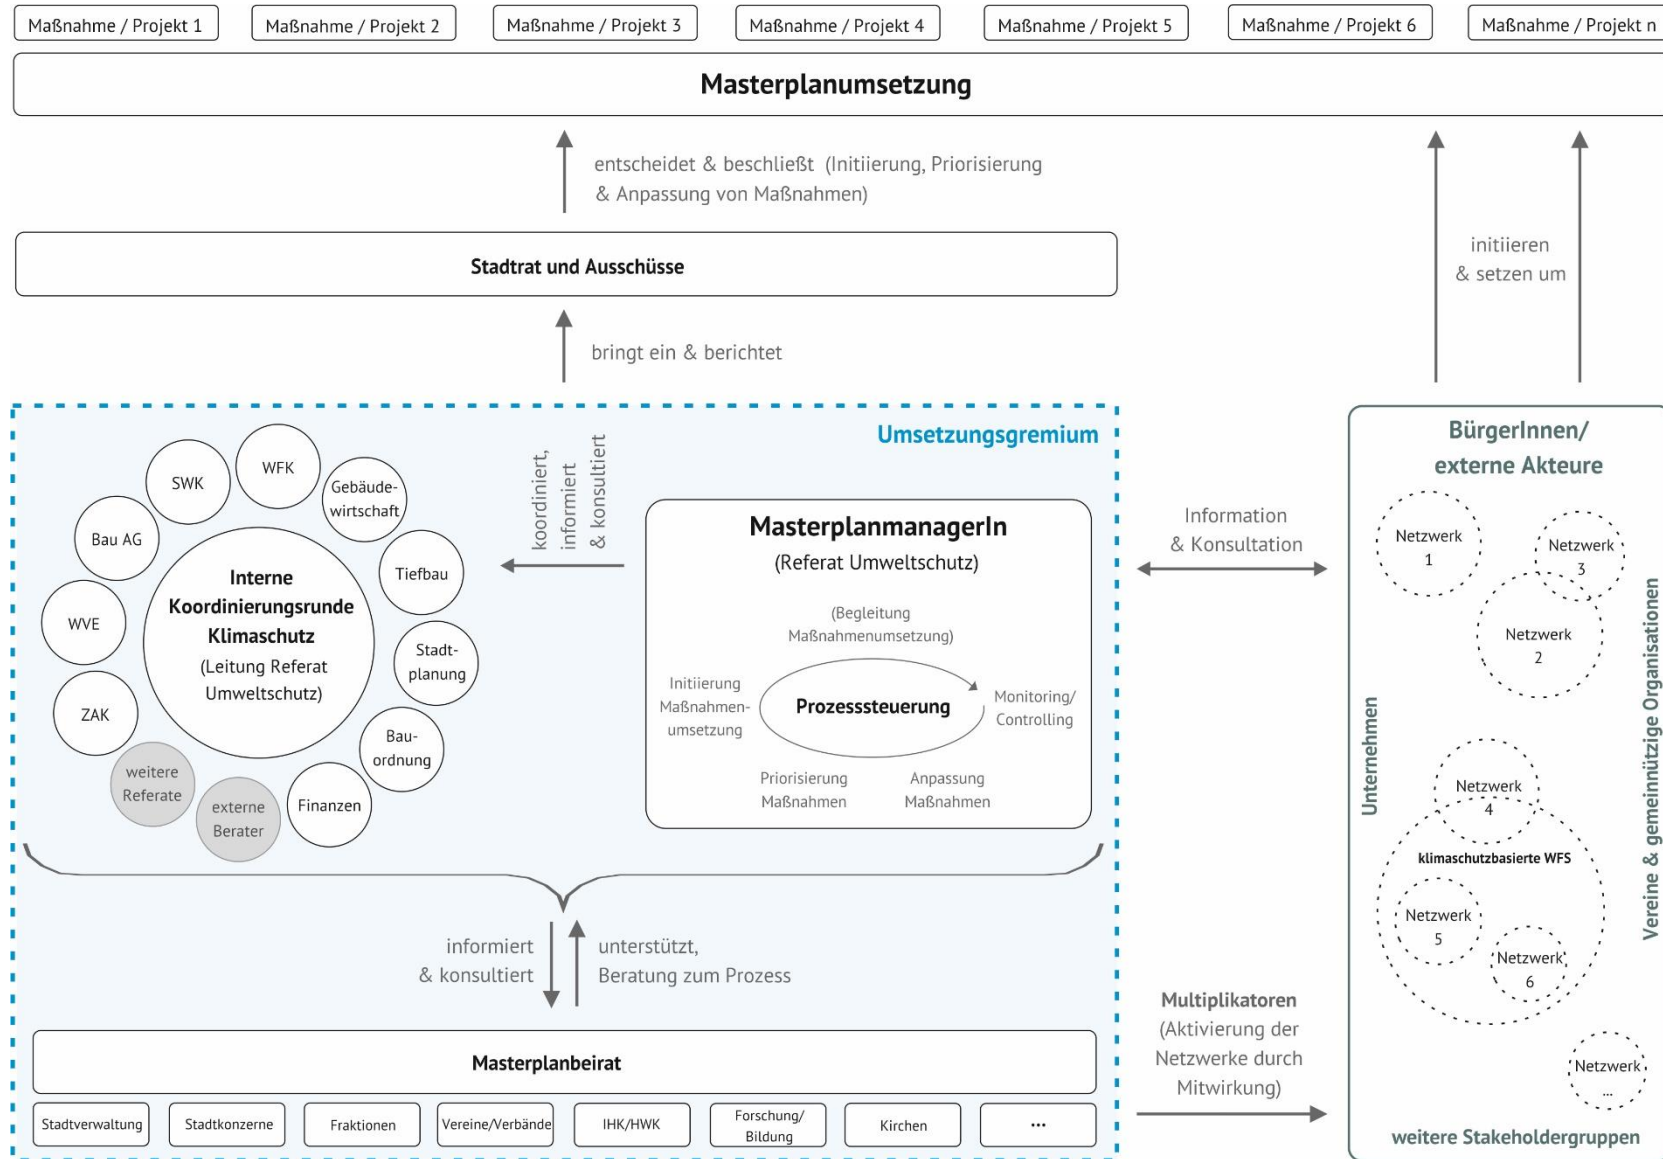 Maßnahme / Projekt 1
Maßnahme / Projekt 2
Maßnahme / Projekt 3
Maßnahme / Projekt 4
Maßnahme / Projekt 5
Maßnahme / Projekt 6
Maßnahme / Projekt n
Masterplanumsetzung
entscheidet & beschließt (Initiierung, Priorisierung
& Anpassung von Maßnahmen)
Stadtrat und Ausschüsse
bringt ein & berichtet
initiieren
& setzen um
Umsetzungsgremium
WFK
SWK
Gebäude-
wirtschaft
Bau AG
Tiefbau
WVE
Stadt-
planung
ZAK
Bau-
ordnung
weitere
Referate
externe
Berater
Finanzen
Interne
Koordinierungsrunde
Klimaschutz
(Leitung Referat
Umweltschutz)
koordiniert,
informiert
& konsultiert
MasterplanmanagerIn
(Referat Umweltschutz)
(Begleitung
Maßnahmenumsetzung)
Initiierung
Maßnahmen-
umsetzung
Prozesssteuerung
Monitoring/
Controlling
Priorisierung
Maßnahmen
Anpassung
Maßnahmen
informiert
& konsultiert
unterstützt,
Beratung zum Prozess
Masterplanbeirat
Stadtverwaltung
Stadtkonzerne
Fraktionen
Vereine/Verbände
IHK/HWK
Forschung/
Bildung
Kirchen
...
Information
& Konsultation
Multiplikatoren
(Aktivierung der
Netzwerke durch
Mitwirkung)
BürgerInnen/
externe Akteure
Netzwerk
1
Netzwerk
3
Netzwerk
2
Unternehmen
Vereine & gemeinnützige Organisationen
Netzwerk
4
klimaschutzbasierte WFS
Netzwerk
5
Netzwerk
6
Netzwerk
...
weitere Stakeholdergruppen